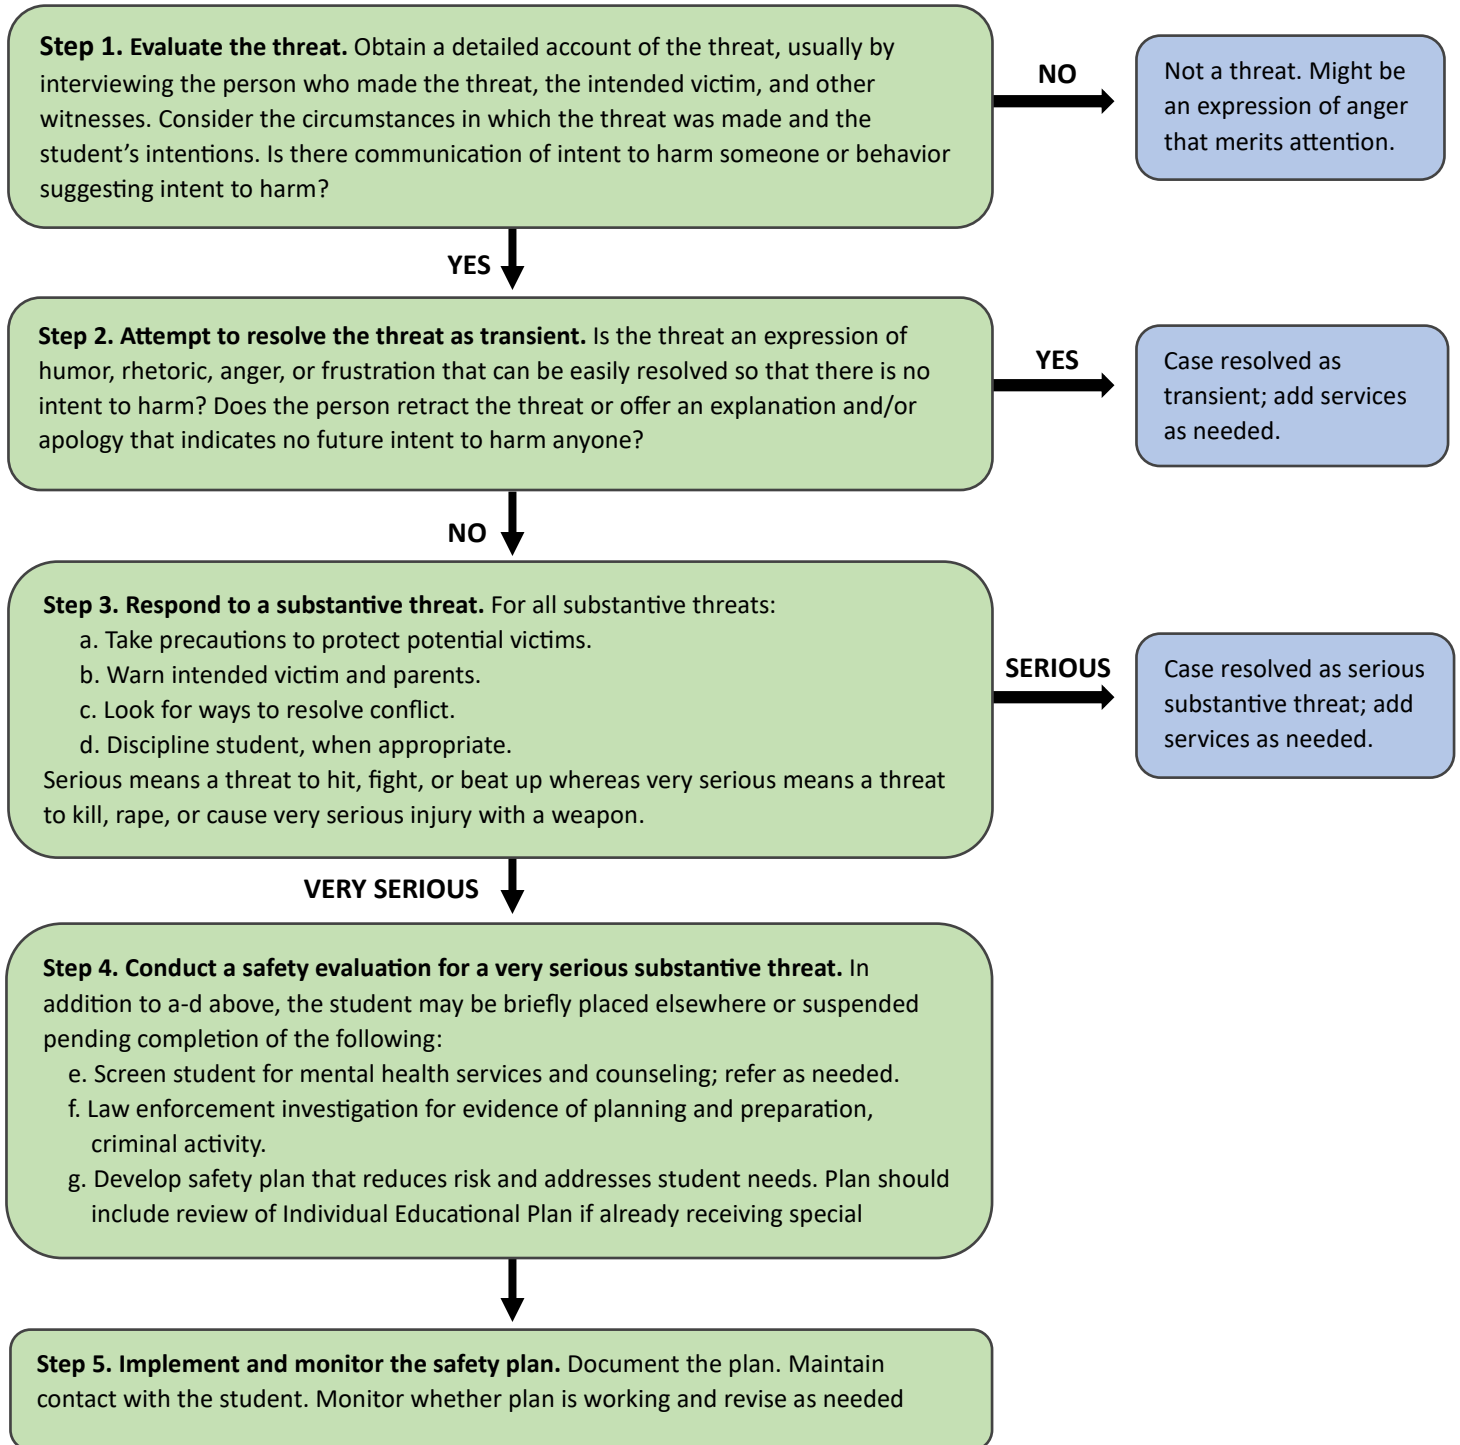 Step 1. Evaluate the threat. Obtain a detailed account of the threat, usually by
interviewing the person who made the threat, the intended victim, and other
witnesses. Consider the circumstances in which the threat was made and the
student’s intentions. Is there communication of intent to harm someone or behavior
suggesting intent to harm?
NO
Not a threat. Might be
an expression of anger
that merits attention.
YES
Step 2. Attempt to resolve the threat as transient. Is the threat an expression of
humor, rhetoric, anger, or frustration that can be easily resolved so that there is no
intent to harm? Does the person retract the threat or offer an explanation and/or
apology that indicates no future intent to harm anyone?
YES
Case resolved as
transient; add services
as needed.
NO
Step 3. Respond to a substantive threat. For all substantive threats:
a. Take precautions to protect potential victims.
b. Warn intended victim and parents.
c. Look for ways to resolve conflict.
d. Discipline student, when appropriate.
Serious means a threat to hit, fight, or beat up whereas very serious means a threat
to kill, rape, or cause very serious injury with a weapon.
SERIOUS
Case resolved as serious
substantive threat; add
services as needed.
VERY SERIOUS
Step 4. Conduct a safety evaluation for a very serious substantive threat. In
addition to a-d above, the student may be briefly placed elsewhere or suspended
pending completion of the following:
e. Screen student for mental health services and counseling; refer as needed.
f. Law enforcement investigation for evidence of planning and preparation,
criminal activity.
g. Develop safety plan that reduces risk and addresses student needs. Plan should
include review of Individual Educational Plan if already receiving special
Step 5. Implement and monitor the safety plan. Document the plan. Maintain
contact with the student. Monitor whether plan is working and revise as needed